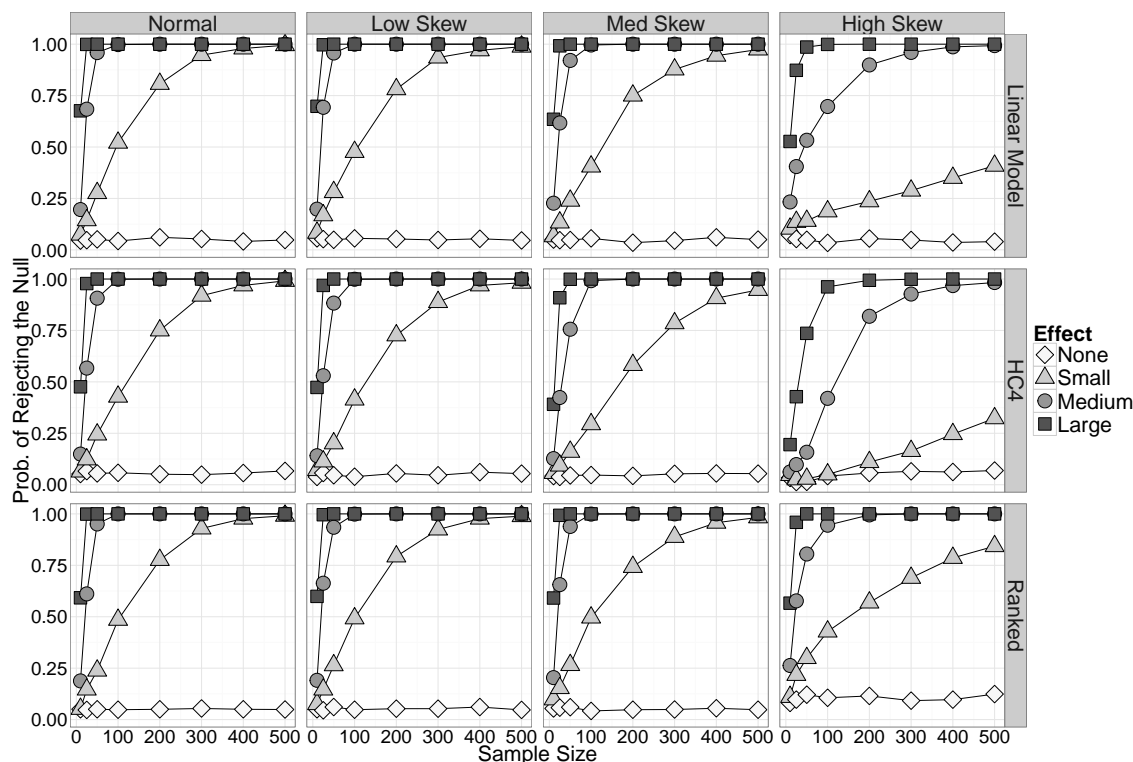 Normal Low Skew Med Skew High Skew
Prob. of Rejecting the Null
1.00
0.75
0.50
0.25
0.00
Linear Model
1.00
0.75
0.50
0.25
0.00
HC4
1.00
0.75
0.50
0.25
0.00
Ranked
Effect
None
Small
Medium
Large
0 100 200 300 400 500 0 100 200 300 400 500 0 100 200 300 400 500 0 100 200 300 400 500
Sample Size